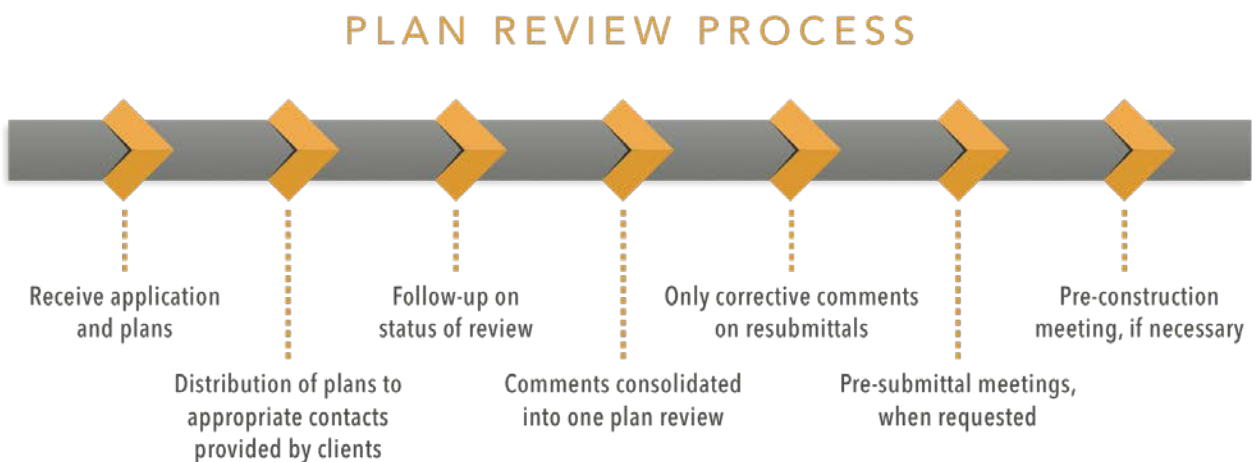 PLAN REVIEW PROCESS
Receive application
and plans
Distribution of plans to
appropriate contacts
provided by clients
Follow-up on
status of review
Comments consolidated
into one plan review
Only corrective comments
on resubmittals
Pre-submittal meetings,
when requested
Pre-construction
meeting, if necessary